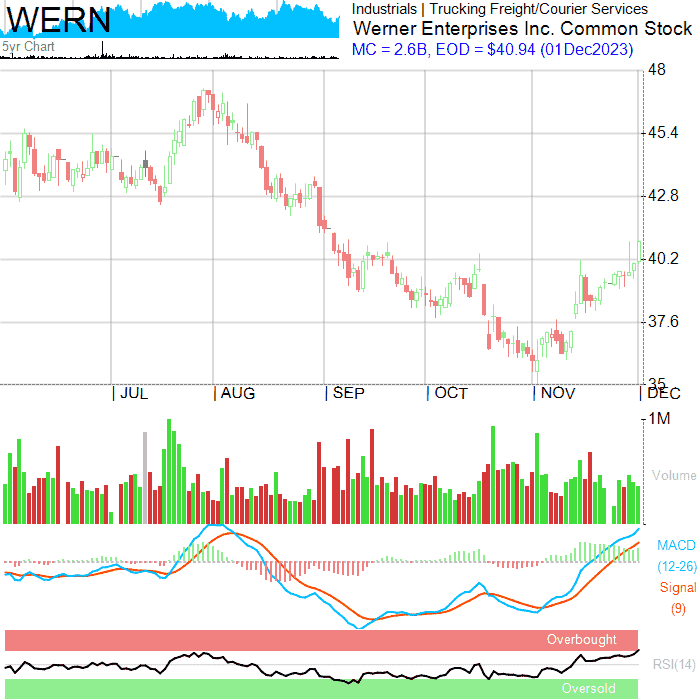 WERN
5yr Chart
Industrials | Trucking Freight/Courier Services
Werner Enterprises Inc. Common Stock
MC = 2.6B, EOD = $40.94 (01Dec2023)
48
45.4
42.8
40.2
37.6
35
| JUL | AUG | SEP | OCT | NOV | DEC
1M
Volume
MACD
(12-26)
Signal
(9)
Overbought
RSI(14)
Oversold